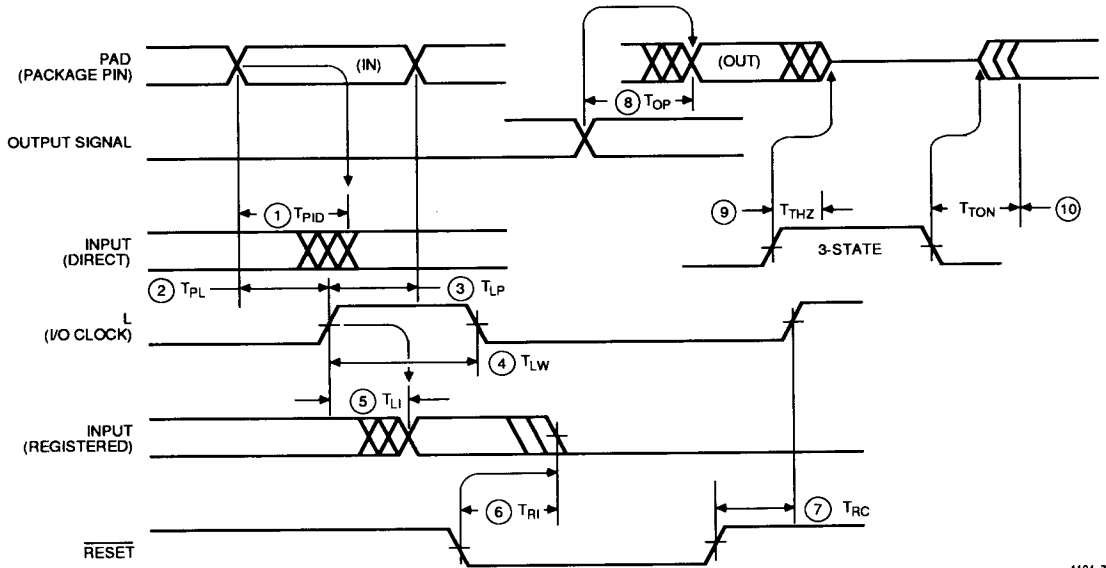 PAD
(PACKAGE PIN)
(IN)
(OUT)
8 TOP
OUTPUT SIGNAL
1 TPID
9 TTHZ
TTON 10
INPUT
(DIRECT)
3-STATE
2 TPL
3 TLP
L
(I/O CLOCK)
4 TLW
5 TLI
INPUT
(REGISTERED)
6 TRI
7 TRC
RESET